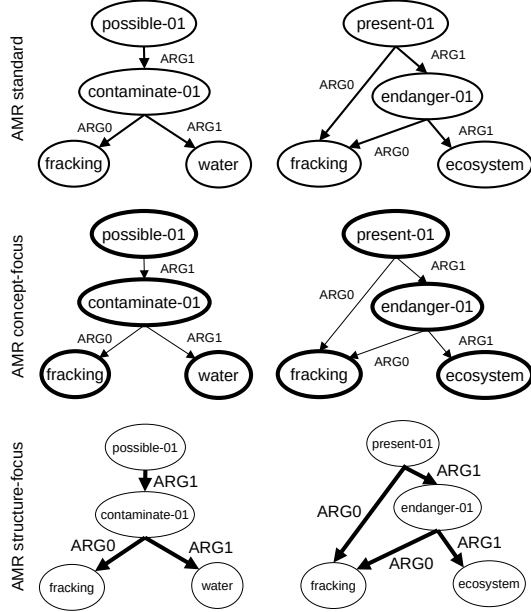 AMR standard
possible-01
ARG1
contaminate-01
ARG0
ARG1
fracking
water
present-01
ARG0
ARG1
endanger-01
ARG0
ARG1
fracking
ecosystem
AMR concept-focus
possible-01
ARG1
contaminate-01
ARG0
ARG1
fracking
water
present-01
ARG0
ARG1
endanger-01
ARG0
ARG1
fracking
ecosystem
AMR structure-focus
possible-01
ARG1
contaminate-01
ARG0
ARG1
fracking
water
present-01
ARG0
ARG1
endanger-01
ARG0
ARG1
fracking
ecosystem